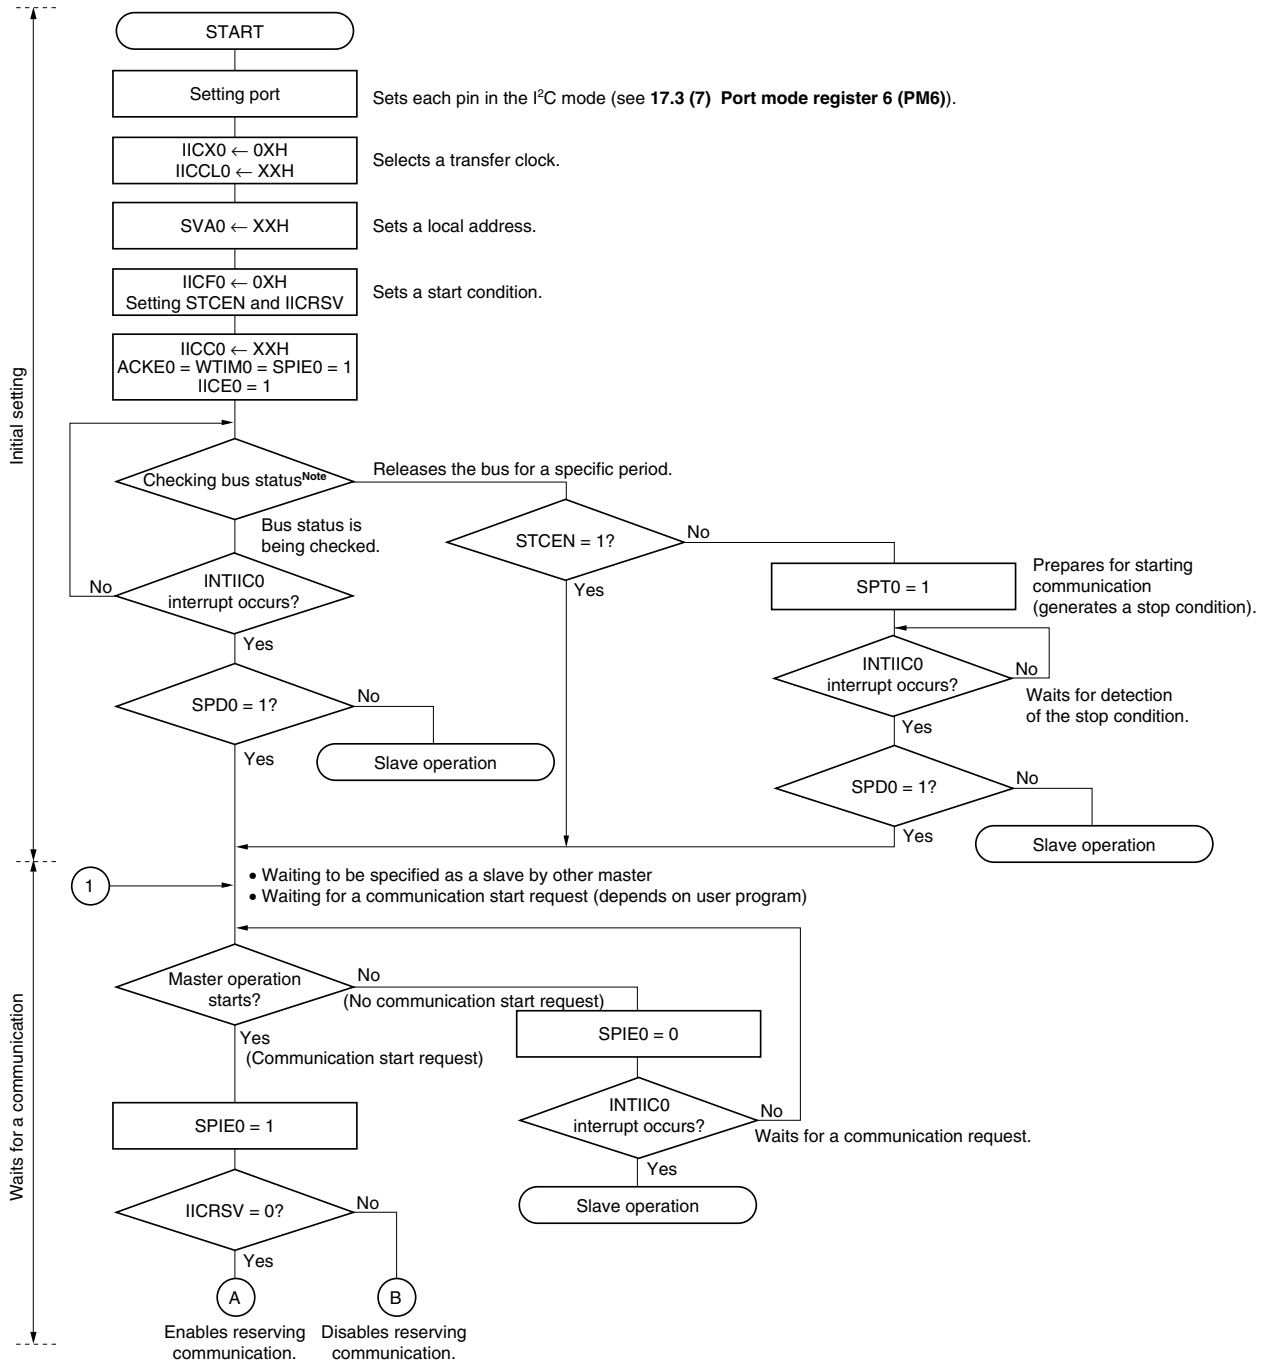 START
Setting port
Sets each pin in the I²C mode (see 17.3 (7) Port mode register 6 (PM6)).
IICX0 ← 0XH
IICCL0 ← XXH
Selects a transfer clock.
SVA0 ← XXH
Sets a local address.
IICF0 ← 0XH
Setting STCEN and IICRSV
Sets a start condition.
IICC0 ← XXH
ACKE0 = WTIM0 = SPIE0 = 1
IICE0 = 1
Initial setting
Checking bus statusNote
Releases the bus for a specific period.
Bus status is
being checked.
STCEN = 1?
No
Yes
SPT0 = 1
Prepares for starting
communication
(generates a stop condition).
INTIIC0
interrupt occurs?
No
Yes
INTIIC0
interrupt occurs?
No
Waits for detection
of the stop condition.
Yes
SPD0 = 1?
No
Yes
Slave operation
SPD0 = 1?
No
Yes
Slave operation
1
• Waiting to be specified as a slave by other master
• Waiting for a communication start request (depends on user program)
Waits for a communication
Master operation
starts?
No
(No communication start request)
Yes
(Communication start request)
SPIE0 = 0
INTIIC0
interrupt occurs?
No
Waits for a communication request.
Yes
Slave operation
SPIE0 = 1
IICRSV = 0?
No
Yes
A
B
Enables reserving
communication.
Disables reserving
communication.